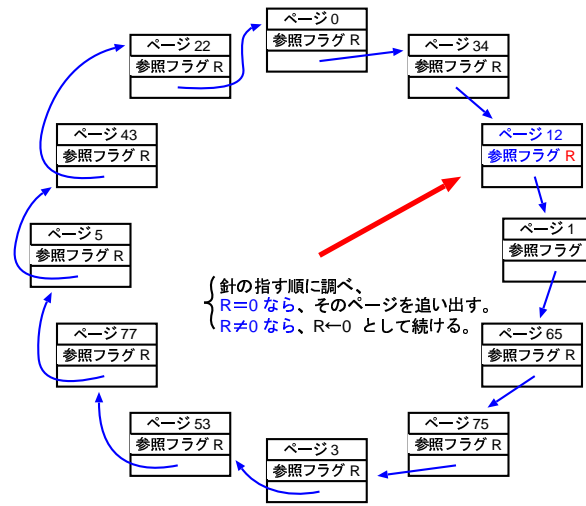 ページ 0
参照フラグ R
ページ 34
参照フラグ R
ページ 12
参照フラグ R
ページ 1
参照フラグ
ページ 65
参照フラグ R
ページ 75
参照フラグ R
ページ 3
参照フラグ R
ページ 53
参照フラグ R
ページ 77
参照フラグ R
ページ 5
参照フラグ R
ページ 43
参照フラグ R
ページ 22
参照フラグ R
針の指す順に調べ、
R=0 なら、そのページを追い出す。
R≠0 なら、R←0 として続ける。